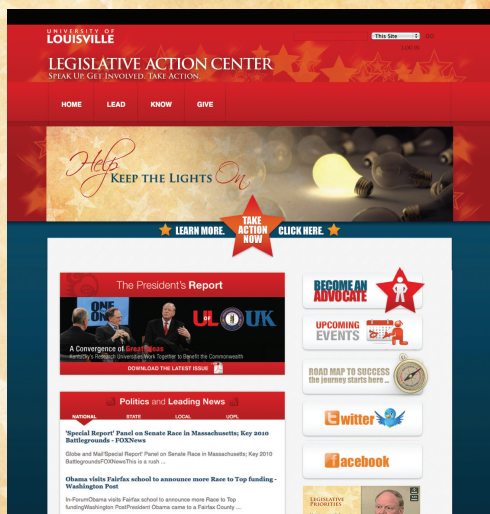 UNIVERSITY OF
LOUISVILLE
This Site
GO
LOG IN
LEGISLATIVE ACTION CENTER
SPEAK UP. GET INVOLVED. TAKE ACTION.
HOME LEAD KNOW GIVE
Help
KEEP THE LIGHTS On
LEARN MORE. TAKE ACTION NOW CLICK HERE.
The President's Report
ONE
ONE
U of L UK
A Convergence of Great Ideas
Kentucky's Research Universities Work Together to Benefit the Commonwealth
DOWNLOAD THE LATEST ISSUE
BECOME AN
ADVOCATE
UPCOMING
EVENTS
ROAD MAP TO SUCCESS
the journey starts here ...
Politics and Leading News
NATIONAL STATE LOCAL UOFL
'Special Report' Panel on Senate Race in Massachusetts; Key 2010
Battlegrounds - FOXNews
Globe and Mail'Special Report' Panel on Senate Race in Massachusetts; Key 2010
BattlegroundsFOXNewsThis is a rush ...
Obama visits Fairfax school to announce more Race to Top funding -
Washington Post
In-ForumObama visits Fairfax school to announce more Race to Top
fundingWashington PostPresident Obama came to a Fairfax County ...
twitter
facebook
LEGISLATIVE
PRIORITIES